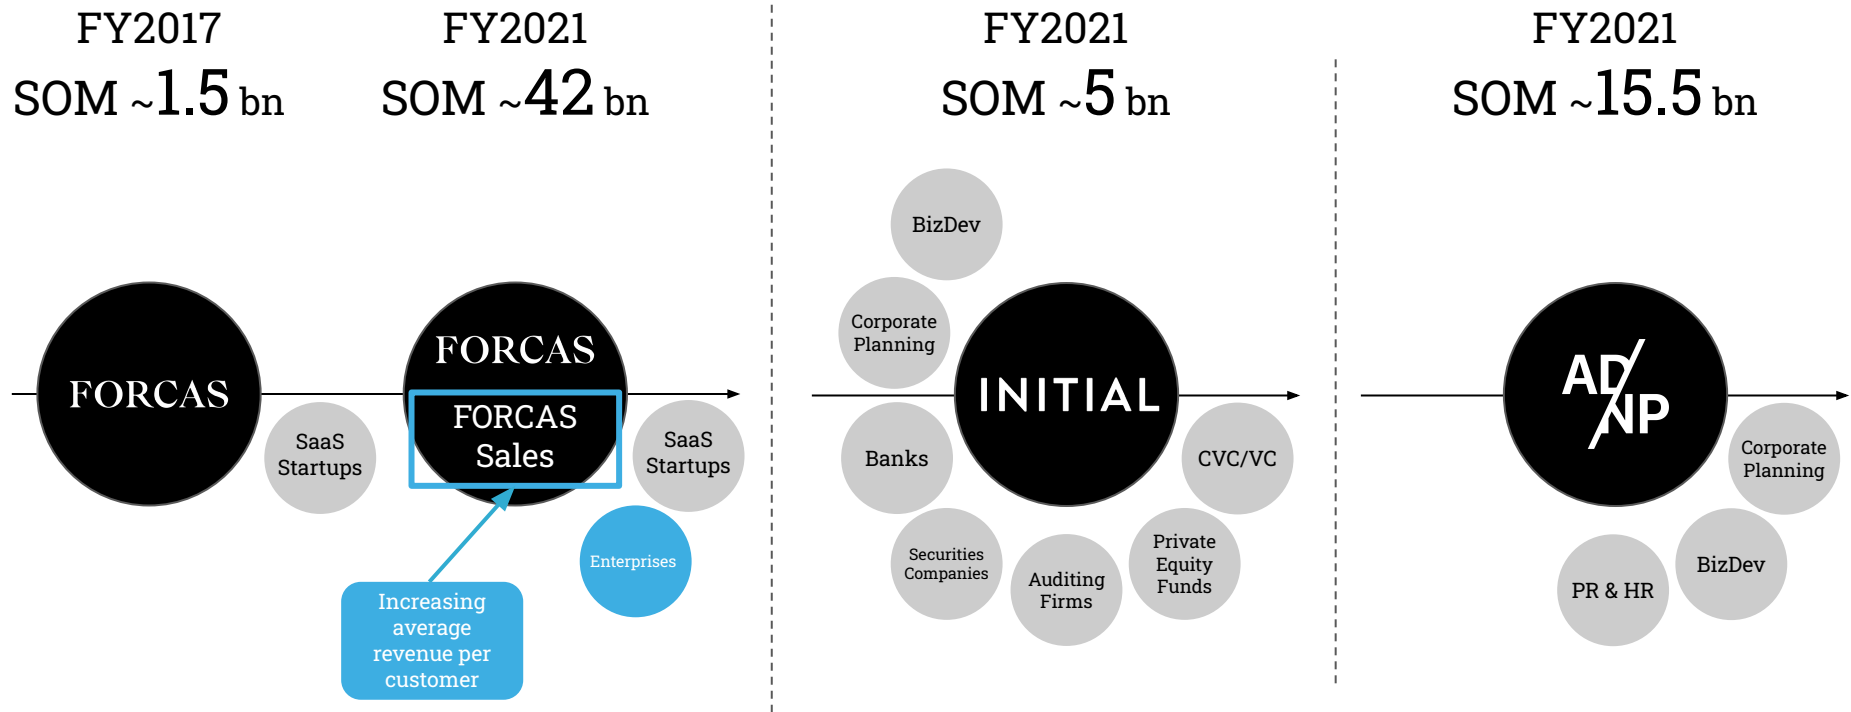 FY2017
SOM ~1.5 bn
FY2021
SOM ~42 bn
FORCAS
SaaS
Startups
FORCAS
FORCAS
Sales
SaaS
Startups
Enterprises
Increasing
average
revenue per
customer
FY2021
SOM ~5 bn
BizDev
Corporate
Planning
INITIAL
Banks
CVC/VC
Securities
Companies
Auditing
Firms
Private
Equity
Funds
FY2021
SOM ~15.5 bn
AD/NP
Corporate
Planning
BizDev
PR & HR